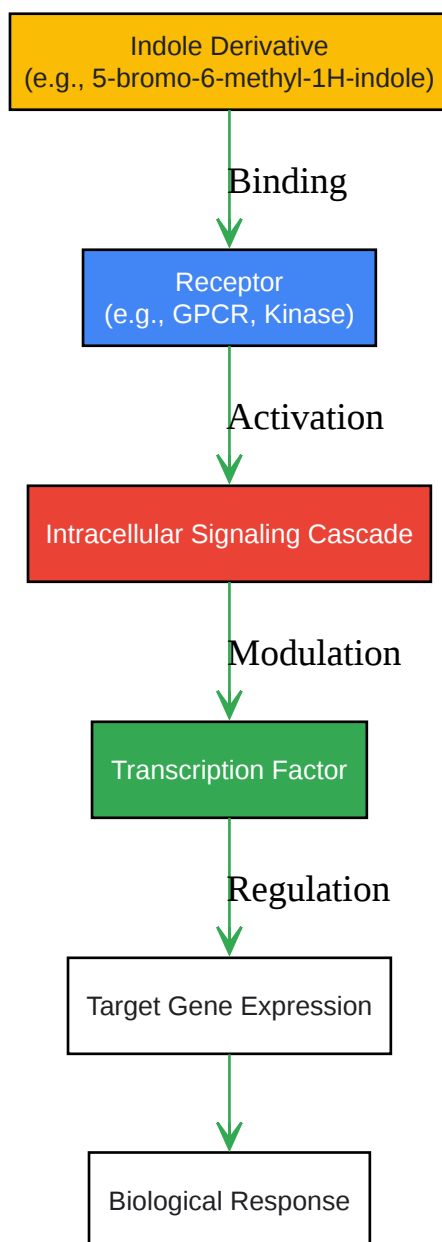 Indole Derivative
(e.g., 5-bromo-6-methyl-1H-indole)
Binding
Receptor
(e.g., GPCR, Kinase)
Activation
Intracellular Signaling Cascade
Modulation
Transcription Factor
Regulation
Target Gene Expression
Biological Response